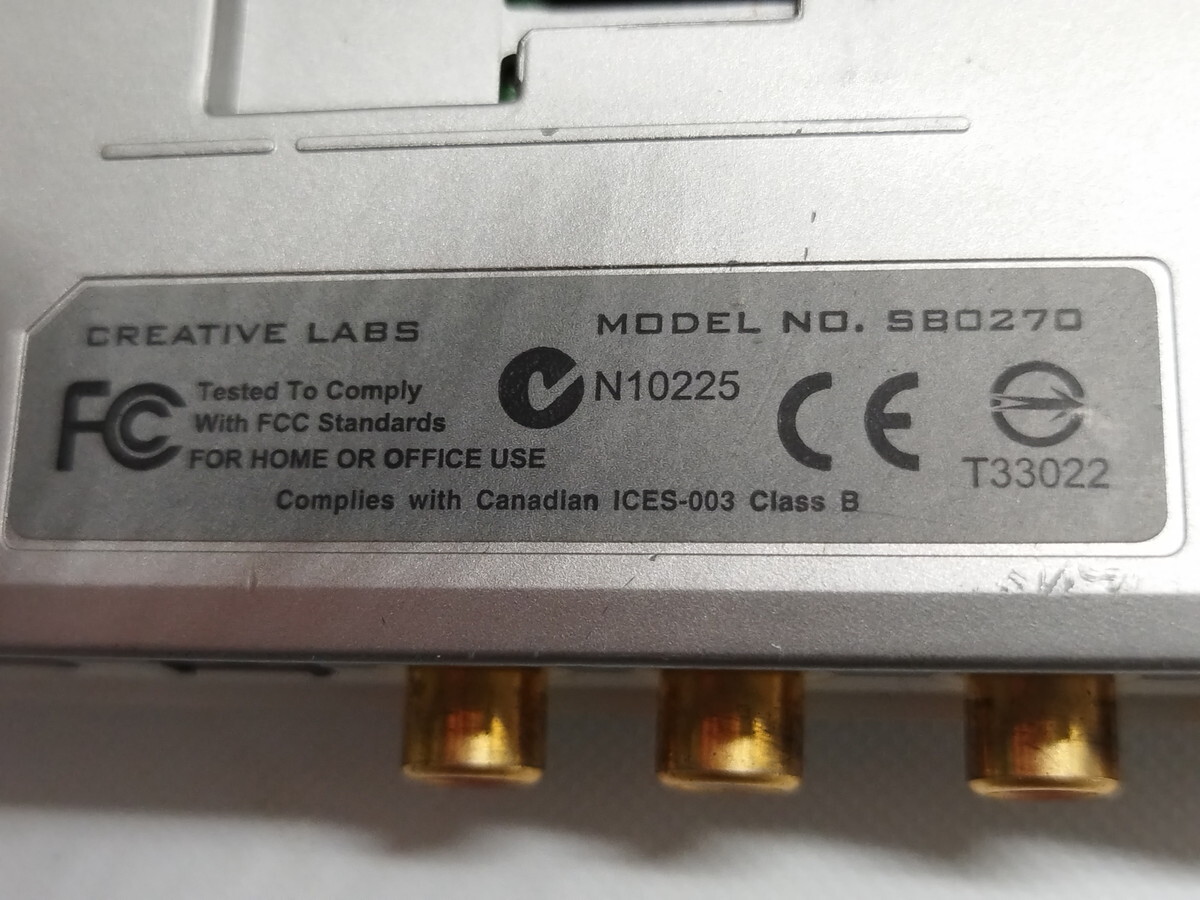 CREATIVE LABS
MODEL NO. SB0270
FC Tested To Comply
With FCC Standards
FOR HOME OR OFFICE USE
N10225
CE
T33022
Complies with Canadian ICES-003 Class B